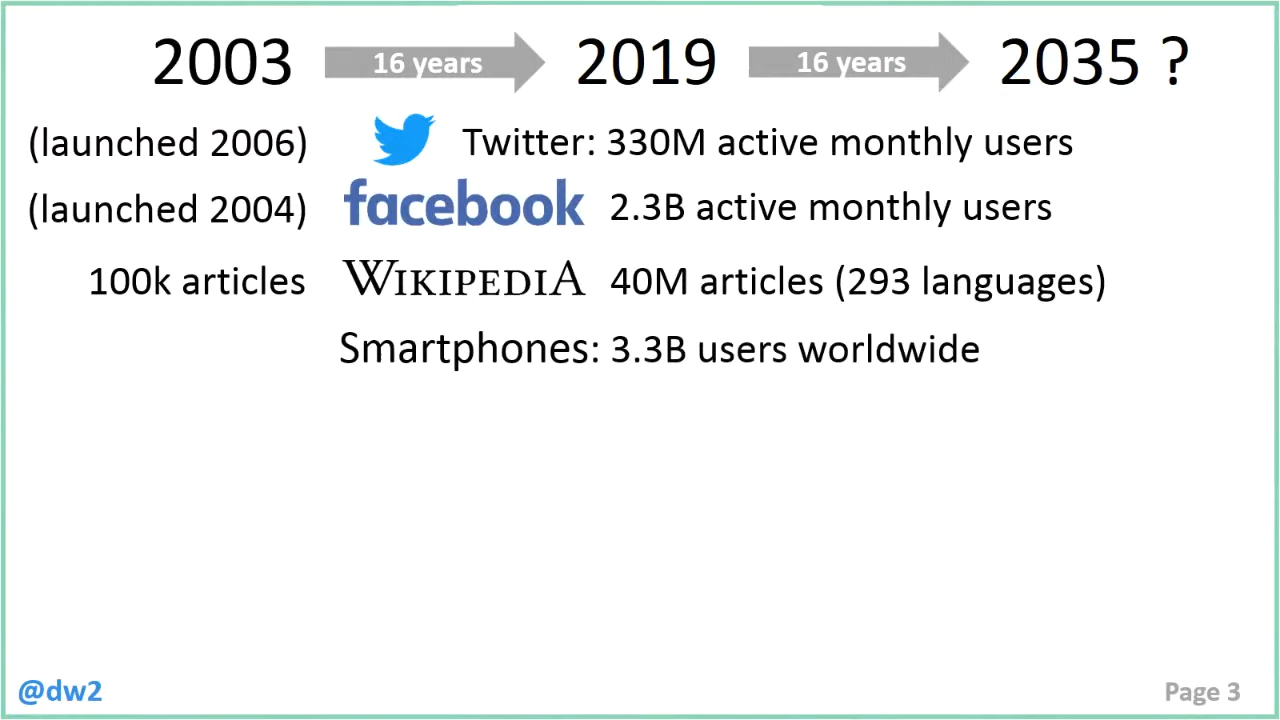 2003 16 years 2019 16 years 2035 ?
(launched 2006) Twitter: 330M active monthly users
(launched 2004) facebook 2.3B active monthly users
100k articles WIKIPEDIA 40M articles (293 languages)
Smartphones: 3.3B users worldwide
@dw2 Page 3